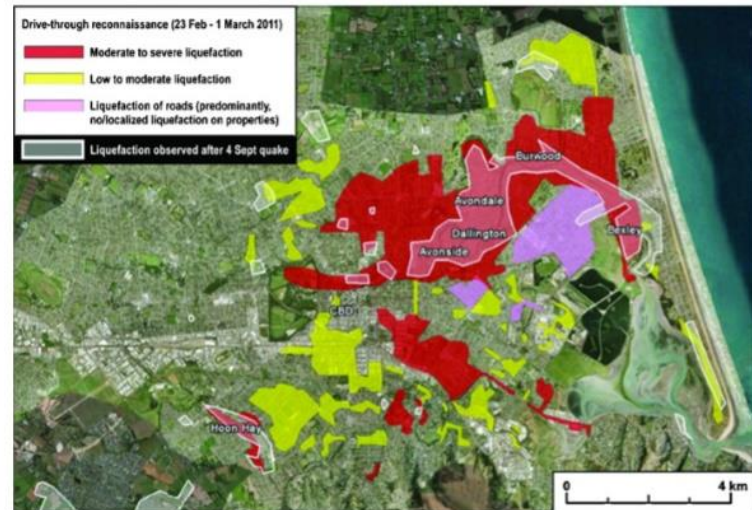 Drive-through reconnaissance (23 Feb - 1 March 2011)
Moderate to severe liquefaction
Low to moderate liquefaction
Liquefaction of roads (predominantly,
no/localized liquefaction on properties)
Liquefaction observed after 4 Sept quake
Burwood
Avondale
Dallington
Bexley
Avonside
CBD
Hoon Hay
0 4 km